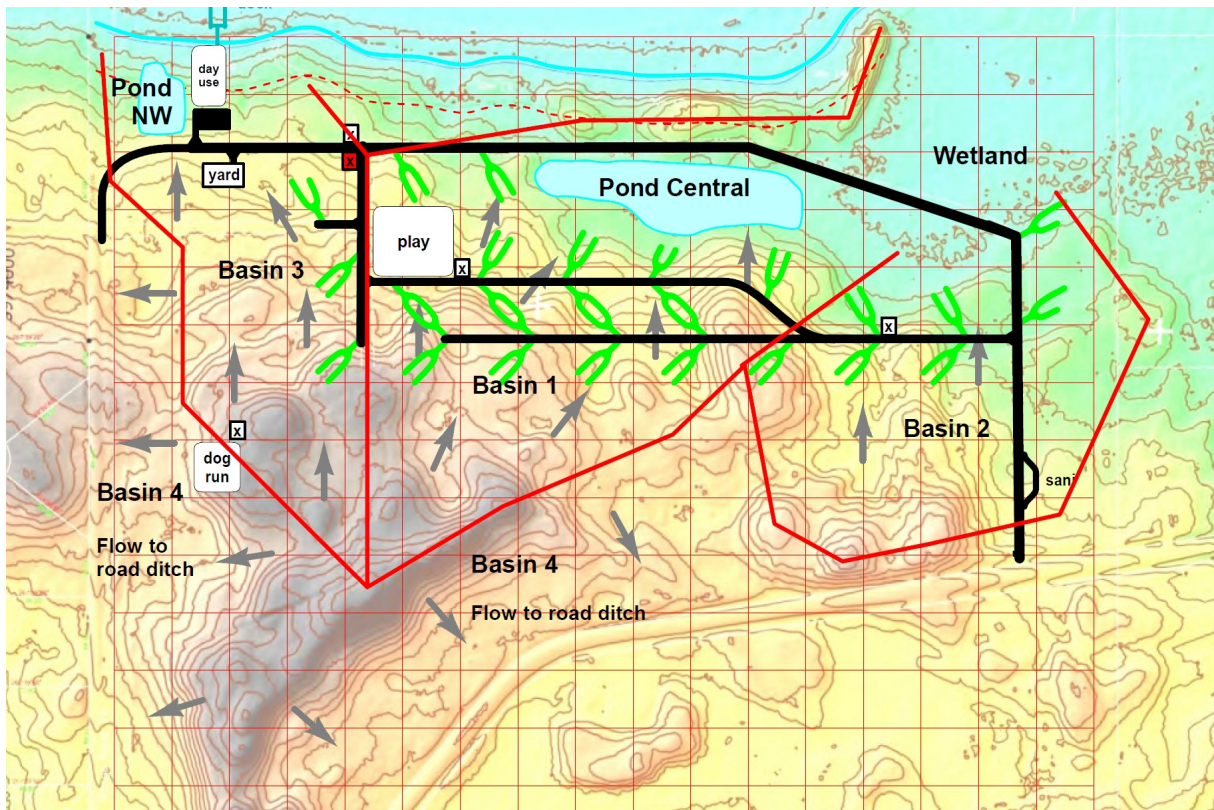 day
use
Pond
NW
x
x
yard
Wetland
Pond Central
play
x
Basin 3
x
Basin 1
x
dog
run
Basin 2
sani
Basin 4
Flow to
road ditch
Basin 4
Flow to road ditch